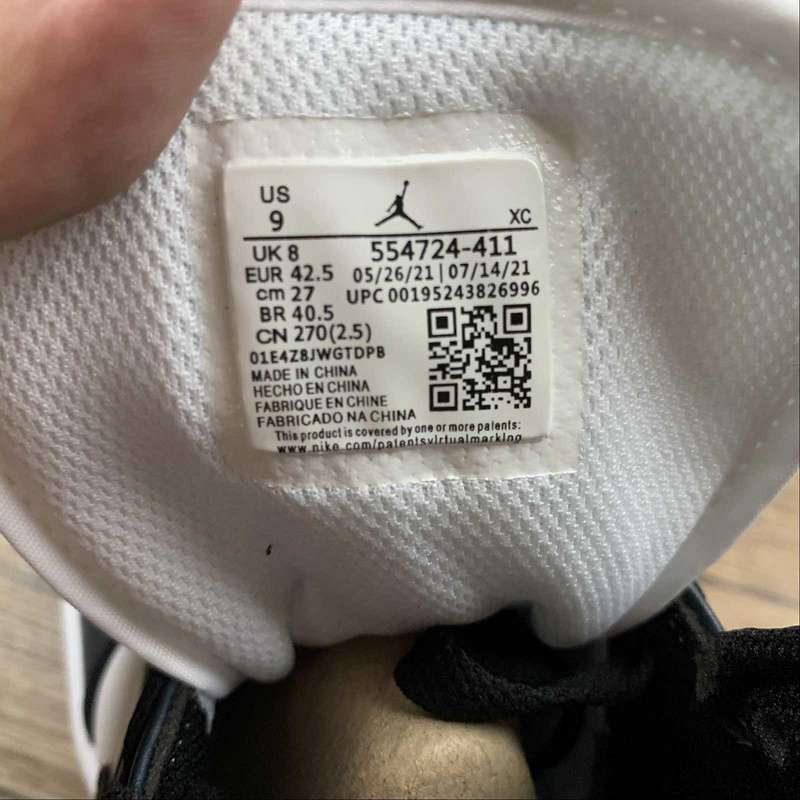 US
9
XC
UK 8 554724-411
EUR 42.5 05/26/21 | 07/14/21
cm 27 UPC 00195243826996
BR 40.5
CN 270(2.5)
01E4Z8JWGTDPB
MADE IN CHINA
HECHO EN CHINA
FABRIQUE EN CHINE
FABRICADO NA CHINA
This product is covered by one or more patents:
www.nike.com/patentsvirtualmarking